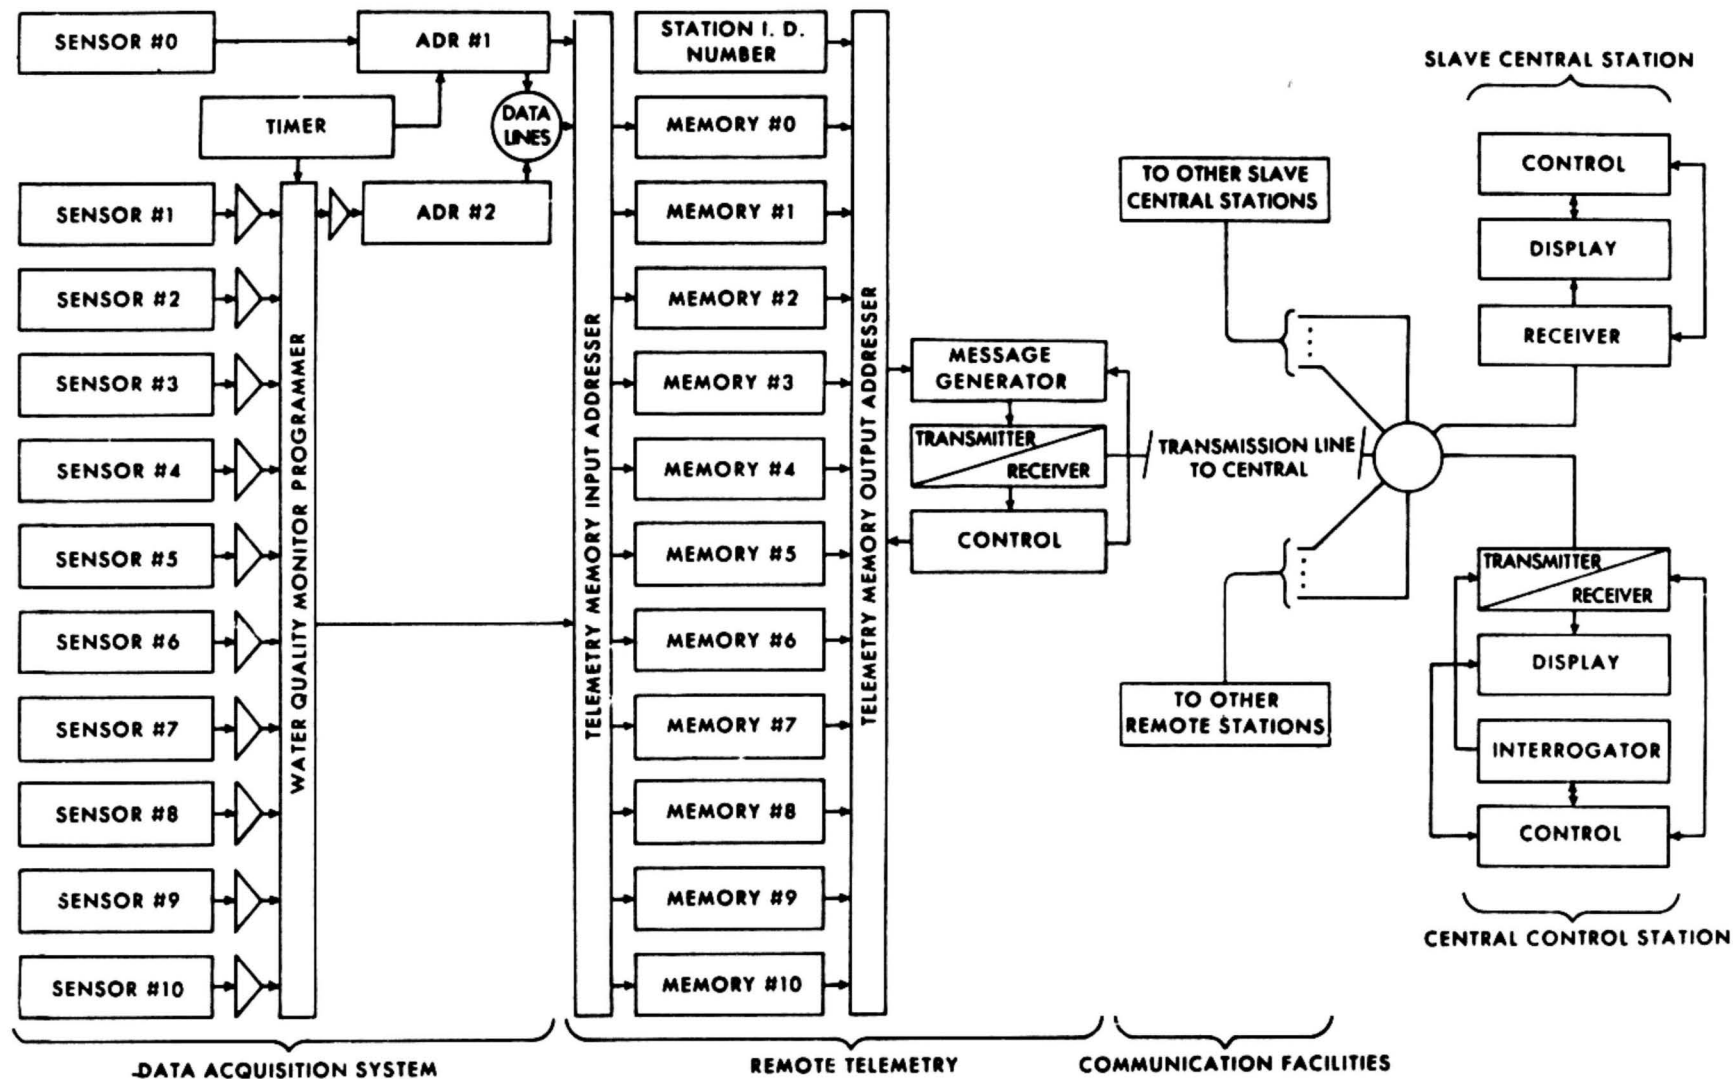 SENSOR #0
ADR #1
TIMER
DATA
LINES
SENSOR #1
ADR #2
SENSOR #2
SENSOR #3
SENSOR #4
SENSOR #5
SENSOR #6
SENSOR #7
SENSOR #8
SENSOR #9
SENSOR #10
WATER QUALITY MONITOR PROGRAMMER
DATA ACQUISITION SYSTEM
TELEMETRY MEMORY INPUT ADDRESSER
STATION I. D.
NUMBER
MEMORY #0
MEMORY #1
MEMORY #2
MEMORY #3
MEMORY #4
MEMORY #5
MEMORY #6
MEMORY #7
MEMORY #8
MEMORY #9
MEMORY #10
TELEMETRY MEMORY OUTPUT ADDRESSER
MESSAGE
GENERATOR
TRANSMITTER
RECEIVER
CONTROL
REMOTE TELEMETRY
TO OTHER SLAVE
CENTRAL STATIONS
TRANSMISSION LINE
TO CENTRAL
TO OTHER
REMOTE STATIONS
COMMUNICATION FACILITIES
SLAVE CENTRAL STATION
CONTROL
DISPLAY
RECEIVER
TRANSMITTER
RECEIVER
DISPLAY
INTERROGATOR
CONTROL
CENTRAL CONTROL STATION